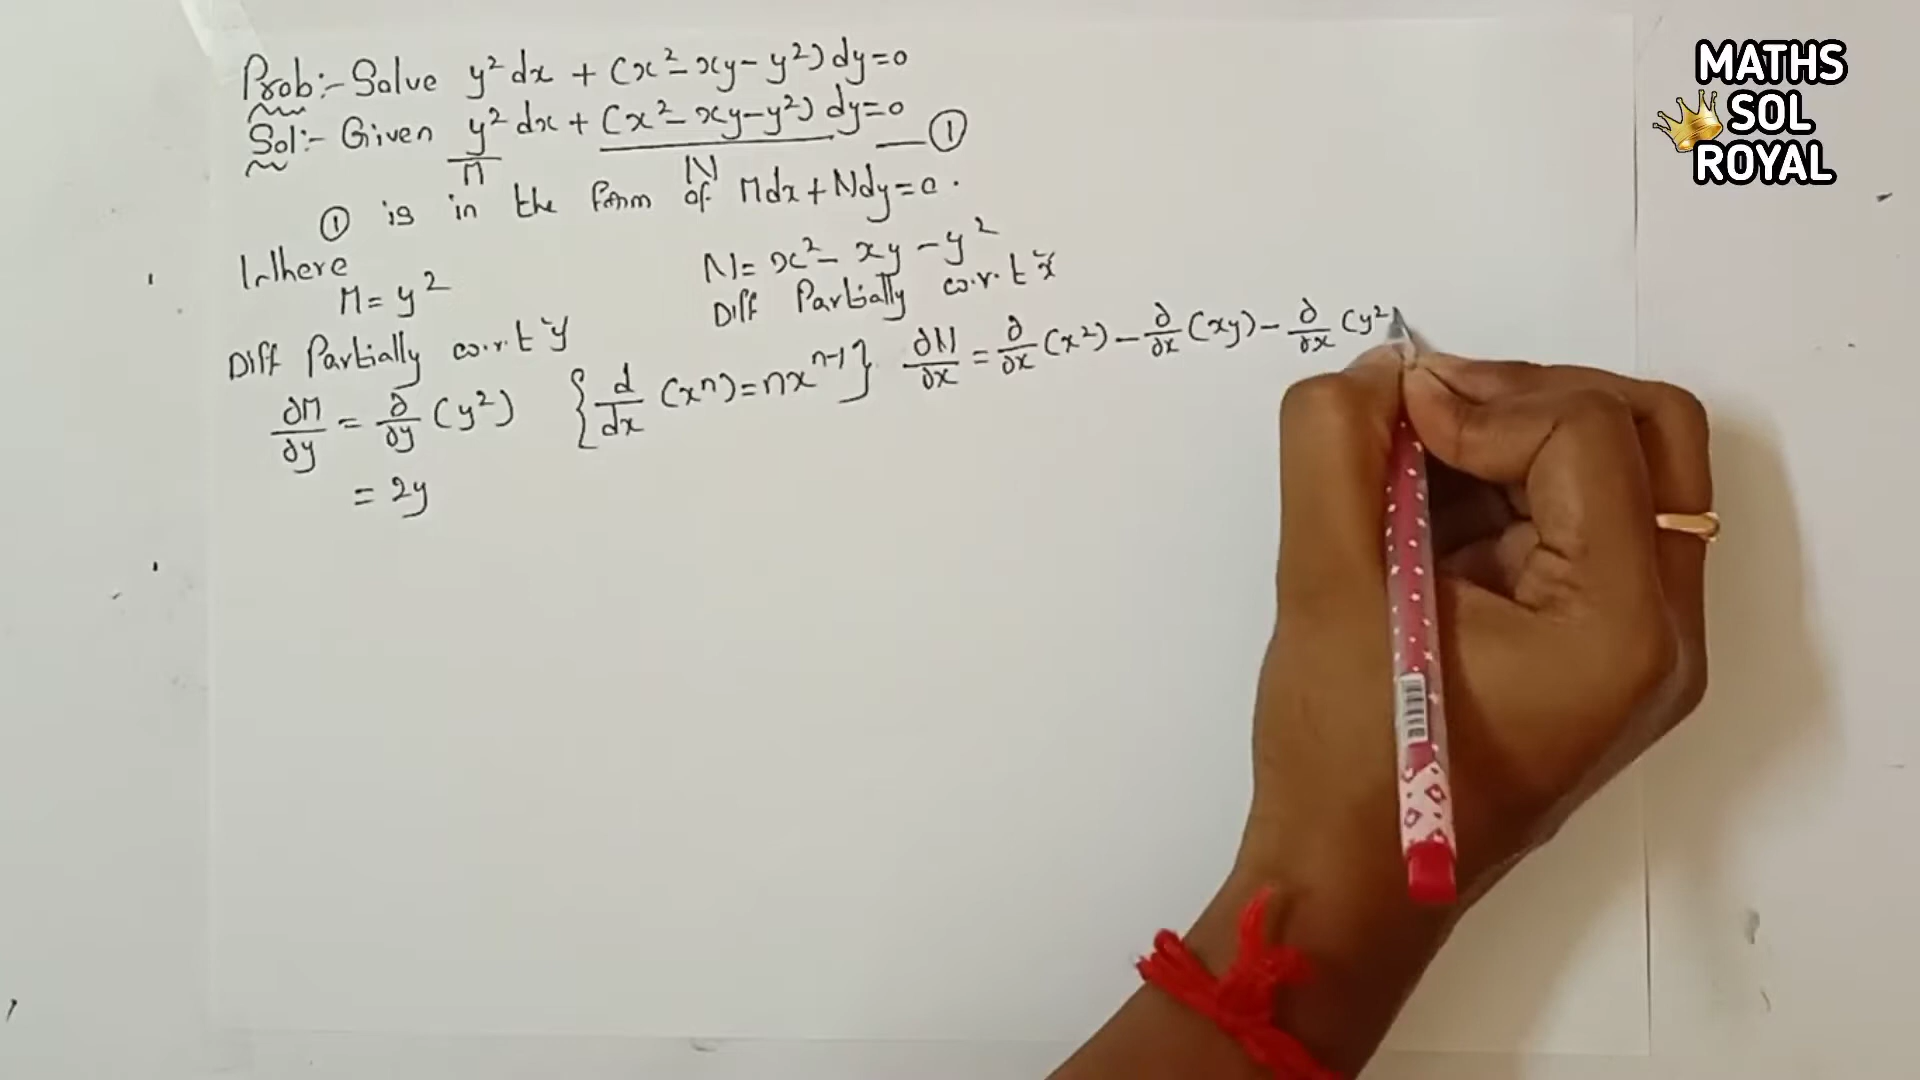 Prob:- Solve y² dx + (x² - xy - y²) dy = 0
Sol:- Given y² dx + (x² - xy - y²) dy = 0 — ①
M N
① is in the form of Mdx + Ndy = 0.
M = y²
Diff Partially w.r.t 'y'
∂M/∂y = ∂/∂y (y²) { d/dx (xⁿ) = nxⁿ⁻¹ }
= 2y
N = x² - xy - y²
Diff Partially w.r.t 'x'
∂N/∂x = ∂/∂x (x²) - ∂/∂x (xy) - ∂/∂x (y²)
MATHS
SOL
ROYAL